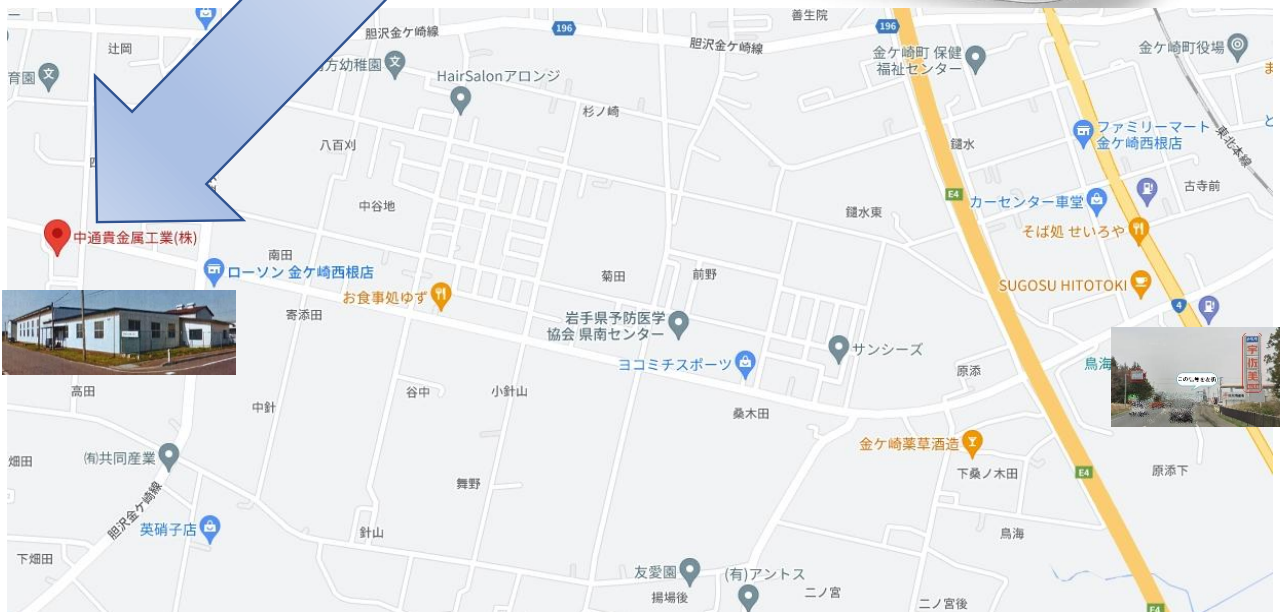 善生院
196
196
胆沢金ケ崎線
胆沢金ケ崎線
辻岡
金ケ崎町 保健
福祉センター
金ケ崎町役場
方幼稚園
育園
HairSalonアロンジ
杉ノ崎
ファミリーマート
金ケ崎西根店
東北本線
八百刈
鑓水
E4
古寺前
カーセンター車堂
中谷地
鑓水東
そば処 せいろや
中通貴金属工業(株)
南田
ローソン 金ケ崎西根店
菊田
前野
SUGOSU HITOTOKI
お食事処ゆず
4
寄添田
岩手県予防医学
協会 県南センター
サンシーズ
宇佐美
ヨコミチスポーツ
原添
鳥海
高田
谷中
小針山
中針
桑木田
金ケ崎薬草酒造
畑田
(有)共同産業
下桑ノ木田
E4
原添下
舞野
胆沢金ケ崎線
英硝子店
針山
鳥海
下畑田
友愛園
(有)アントス
揚場後
二ノ宮
二ノ宮後
E4